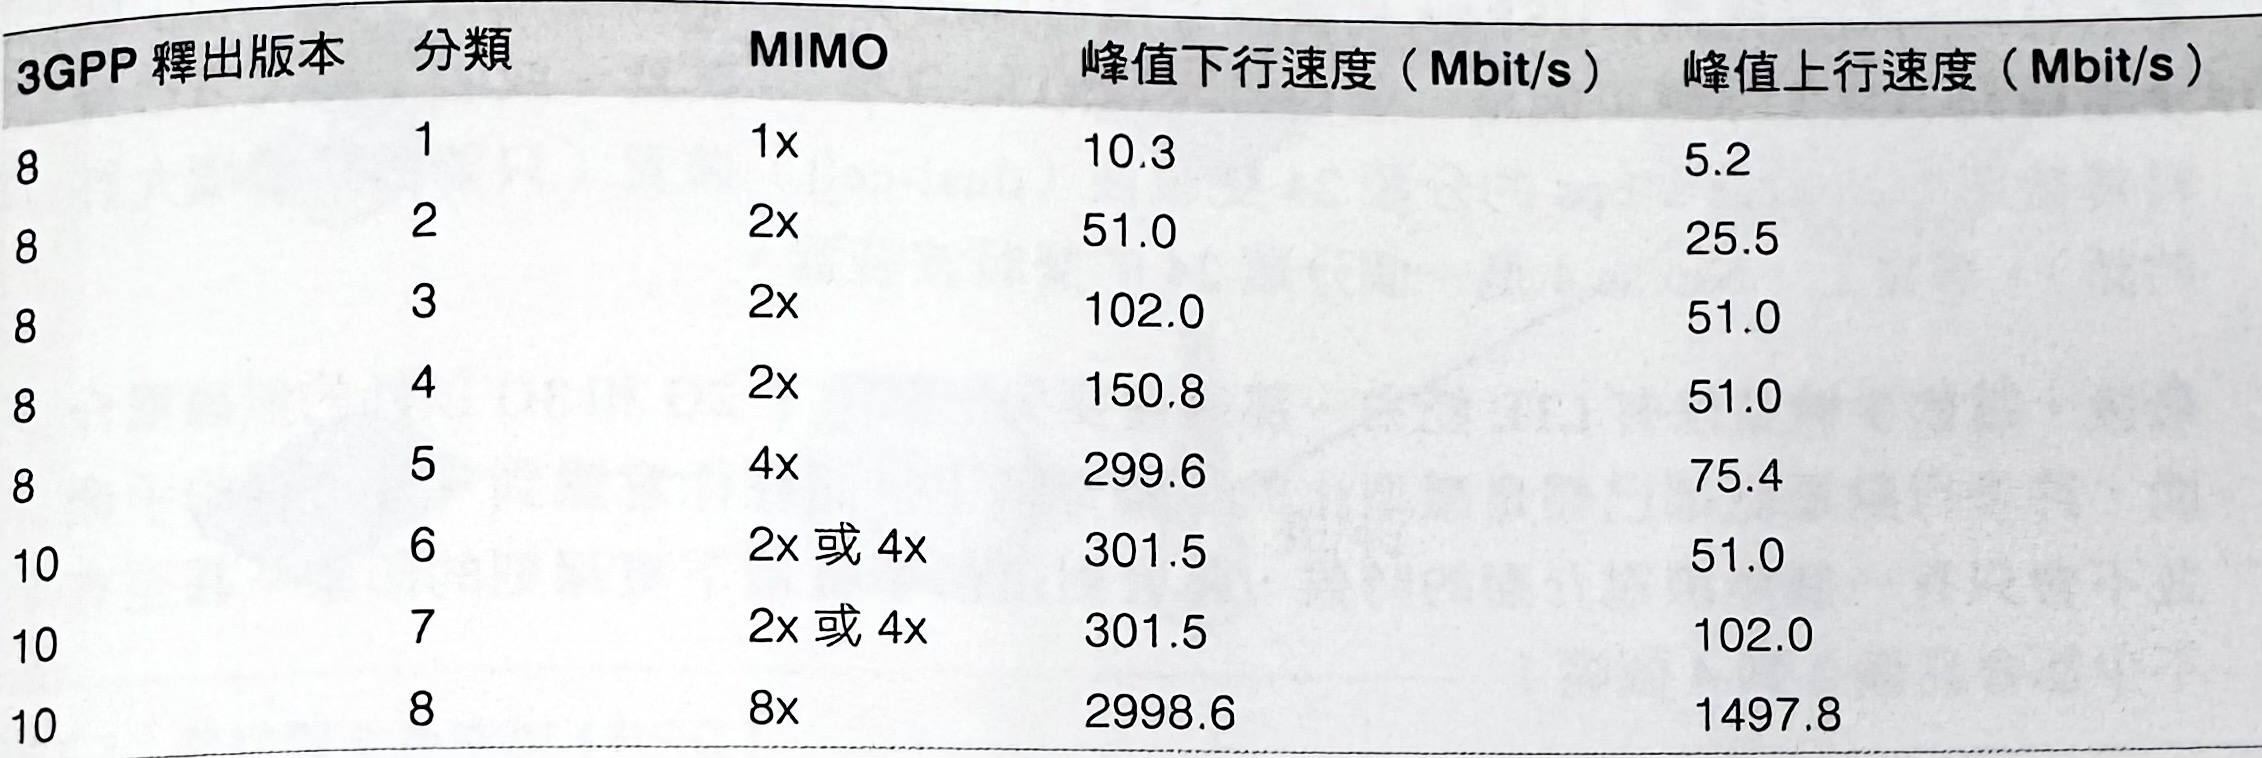 3GPP 釋出版本 分類 MIMO 峰值下行速度（Mbit/s） 峰值上行速度（Mbit/s）
8 1 1x 10.3 5.2
8 2 2x 51.0 25.5
8 3 2x 102.0 51.0
8 4 2x 150.8 51.0
8 5 4x 299.6 75.4
10 6 2x 或 4x 301.5 51.0
10 7 2x 或 4x 301.5 102.0
10 8 8x 2998.6 1497.8